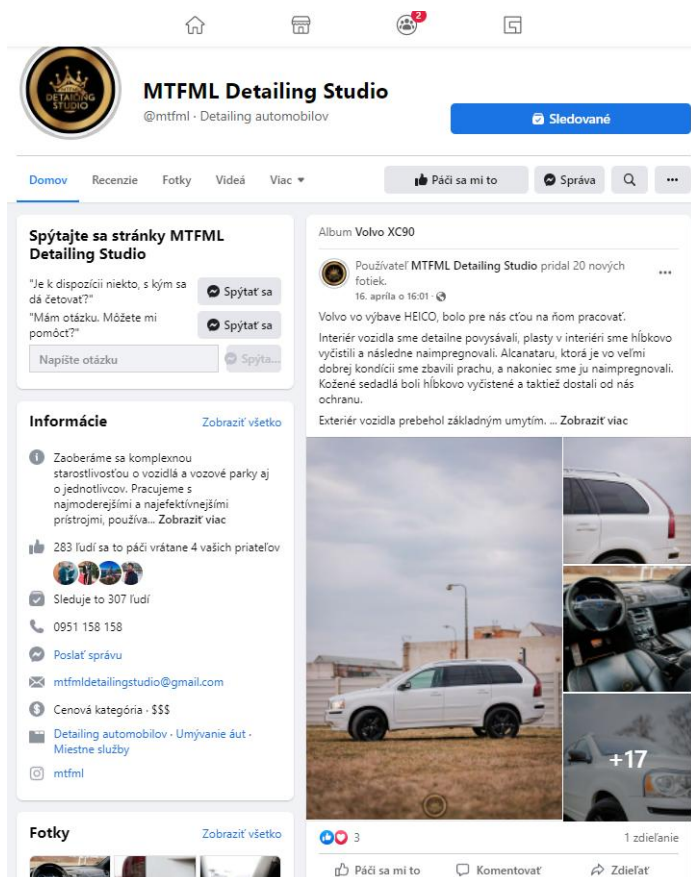 2
DETAILING
STUDIO
MTFML Detailing Studio
@mtfml · Detailing automobilov
Sledované
Domov
Recenzie
Fotky
Videá
Viac
Páči sa mi to
Správa
Spýtajte sa stránky MTFML
Detailing Studio
"Je k dispozícii niekto, s kým sa
dá četovať?"
Spýtať sa
"Mám otázku. Môžete mi
pomôcť?"
Spýtať sa
Napíšte otázku
Spýta...
Informácie
Zobraziť všetko
Zaoberáme sa komplexnou
starostlivosťou o vozidlá a vozové parky aj
o jednotlivcov. Pracujeme s
najmoderejšími a najefektívnejšími
prístrojmi, používa... Zobraziť viac
283 ľudí sa to páči vrátane 4 vašich priateľov
Sleduje to 307 ľudí
0951 158 158
Poslať správu
mtfmldetailingstudio@gmail.com
Cenová kategória · $$$
Detailing automobilov · Umývanie áut ·
Miestne služby
mtfml
Fotky
Zobraziť všetko
Album Volvo XC90
Používateľ MTFML Detailing Studio pridal 20 nových
fotiek.
16. apríla o 16:01 ·
Volvo vo výbave HEICO, bolo pre nás cťou na ňom pracovať.
Interiér vozidla sme detailne povysávali, plasty v interiéri sme hĺbkovo
vyčistili a následne naimpregnovali. Alcanataru, ktorá je vo veľmi
dobrej kondícii sme zbavili prachu, a nakoniec sme ju naimpregnovali.
Kožené sedadlá boli hĺbkovo vyčistené a taktiež dostali od nás
ochranu.
Exteriér vozidla prebehol základným umytím. ... Zobraziť viac
+17
3
1 zdieľanie
Páči sa mi to
Komentovať
Zdieľať